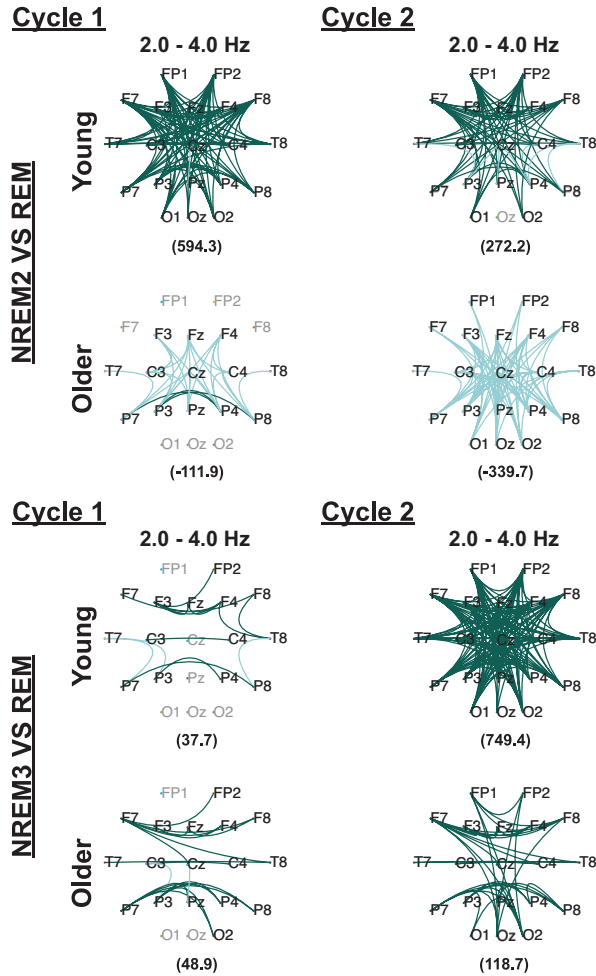 Cycle 1
Cycle 2
NREM2 VS REM
Young
2.0 - 4.0 Hz
2.0 - 4.0 Hz
FP1 FP2
F7 F3 Fz F4 F8
T7 C3 Cz C4 T8
P7 P3 Pz P4 P8
O1 Oz O2
(594.3)
FP1 FP2
F7 F3 Fz F4 F8
T7 C3 Cz C4 T8
P7 P3 Pz P4 P8
O1 Oz O2
(272.2)
Older
FP1 FP2
F7 F3 Fz F4 F8
T7 C3 Cz C4 T8
P7 P3 Pz P4 P8
O1 Oz O2
(-111.9)
FP1 FP2
F7 F3 Fz F4 F8
T7 C3 Cz C4 T8
P7 P3 Pz P4 P8
O1 Oz O2
(-339.7)
Cycle 1
Cycle 2
NREM3 VS REM
Young
2.0 - 4.0 Hz
2.0 - 4.0 Hz
FP1 FP2
F7 F3 Fz F4 F8
T7 C3 Cz C4 T8
P7 P3 Pz P4 P8
O1 Oz O2
(37.7)
FP1 FP2
F7 F3 Fz F4 F8
T7 C3 Cz C4 T8
P7 P3 Pz P4 P8
O1 Oz O2
(749.4)
Older
FP1 FP2
F7 F3 Fz F4 F8
T7 C3 Cz C4 T8
P7 P3 Pz P4 P8
O1 Oz O2
(48.9)
FP1 FP2
F7 F3 Fz F4 F8
T7 C3 Cz C4 T8
P7 P3 Pz P4 P8
O1 Oz O2
(118.7)